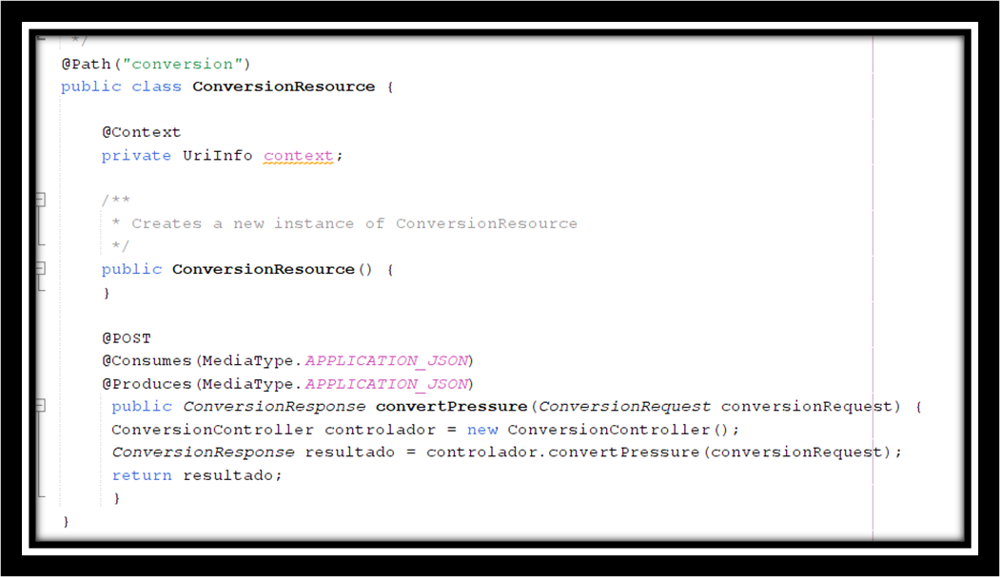 */
@Path("conversion")
public class ConversionResource {
@Context
private UriInfo context;
/**
* Creates a new instance of ConversionResource
*/
public ConversionResource() {
}
@POST
@Consumes(MediaType.APPLICATION_JSON)
@Produces(MediaType.APPLICATION_JSON)
public ConversionResponse convertPressure(ConversionRequest conversionRequest) {
ConversionController controlador = new ConversionController();
ConversionResponse resultado = controlador.convertPressure(conversionRequest);
return resultado;
}
}